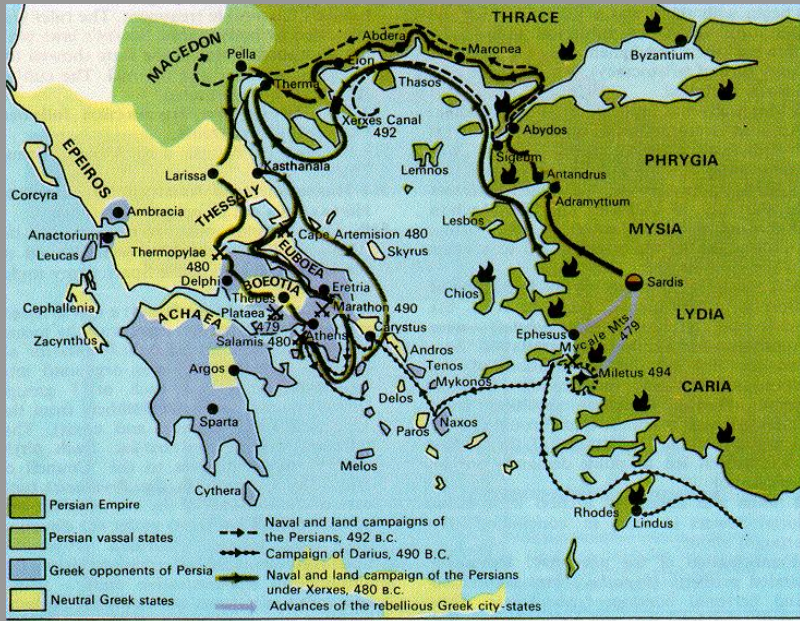 THRACE
MACEDON
Pella
Abdera
Eion
Maronea
Byzantium
Therma
Thasos
Xerxes Canal
492
Abydos
Sigeum
PHRYGIA
EPEIROS
Larissa
Kasthanaia
Lemnos
Antandrus
Adramyttium
Corcyra
THESSALY
Ambracia
Lesbos
MYSIA
Anactorium
Leucas
Thermopylae
480
Cape Artemision 480
EUBOEA
Skyrus
Delphi
BOEOTIA
Eretria
Chios
Sardis
Cephallenia
Thebes
Marathon 490
ACHAEA
Plataea
479
LYDIA
Zacynthus
Salamis 480
Athens
Carystus
Ephesus
Mycale Mts.
479
Andros
Tenos
Mykonos
Miletus 494
CARIA
Argos
Delos
Sparta
Paros
Naxos
Melos
Cythera
Rhodes
Lindus
Persian Empire
Persian vassal states
Greek opponents of Persia
Neutral Greek states
Naval and land campaigns of
the Persians, 492 B.C.
Campaign of Darius, 490 B.C.
Naval and land campaign of the Persians
under Xerxes, 480 B.C.
Advances of the rebellious Greek city-states